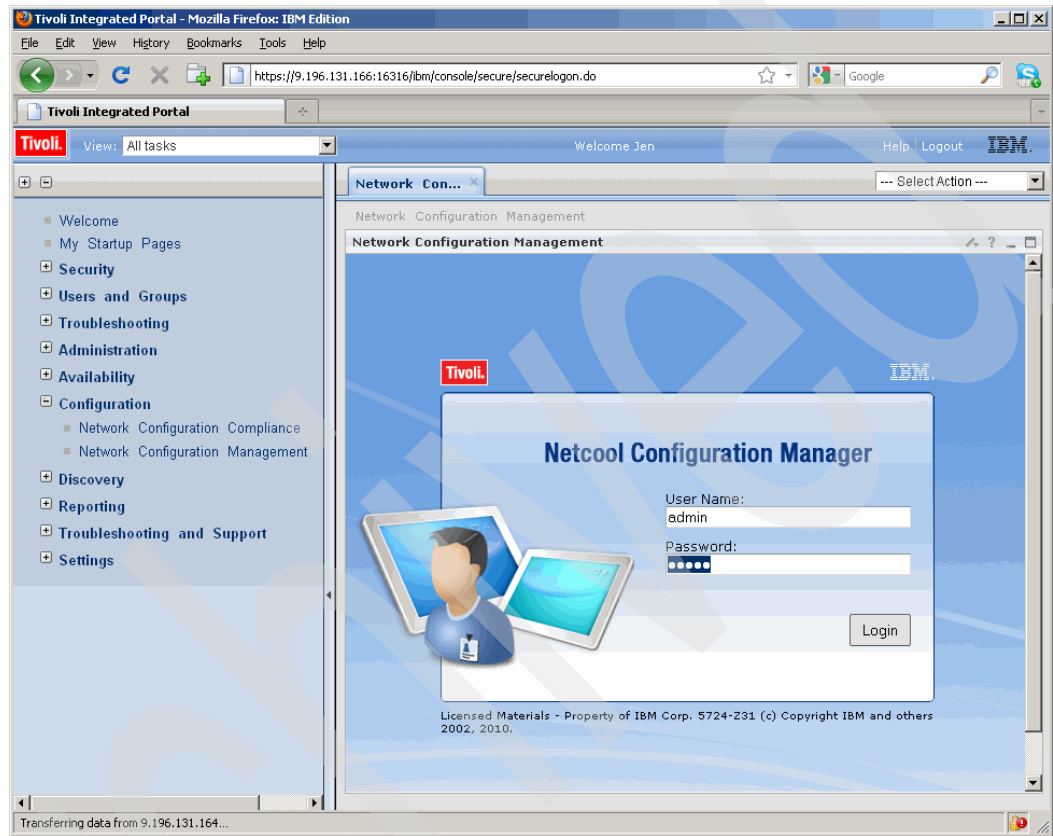 Tivoli Integrated Portal - Mozilla Firefox: IBM Edition
File Edit View History Bookmarks Tools Help
https://9.196.131.166:16316/ibm/console/secure/securelogon.do
Google
Tivoli Integrated Portal
Tivoli. View: All tasks Welcome Jen Help Logout IBM.
Network Con... --- Select Action ---
Network Configuration Management
Network Configuration Management
Welcome
My Startup Pages
Security
Users and Groups
Troubleshooting
Administration
Availability
Configuration
Network Configuration Compliance
Network Configuration Management
Discovery
Reporting
Troubleshooting and Support
Settings
Tivoli. IBM.
Netcool Configuration Manager
User Name:
admin
Password:
Login
Licensed Materials - Property of IBM Corp. 5724-Z31 (c) Copyright IBM and others
2002, 2010.
Transferring data from 9.196.131.164...